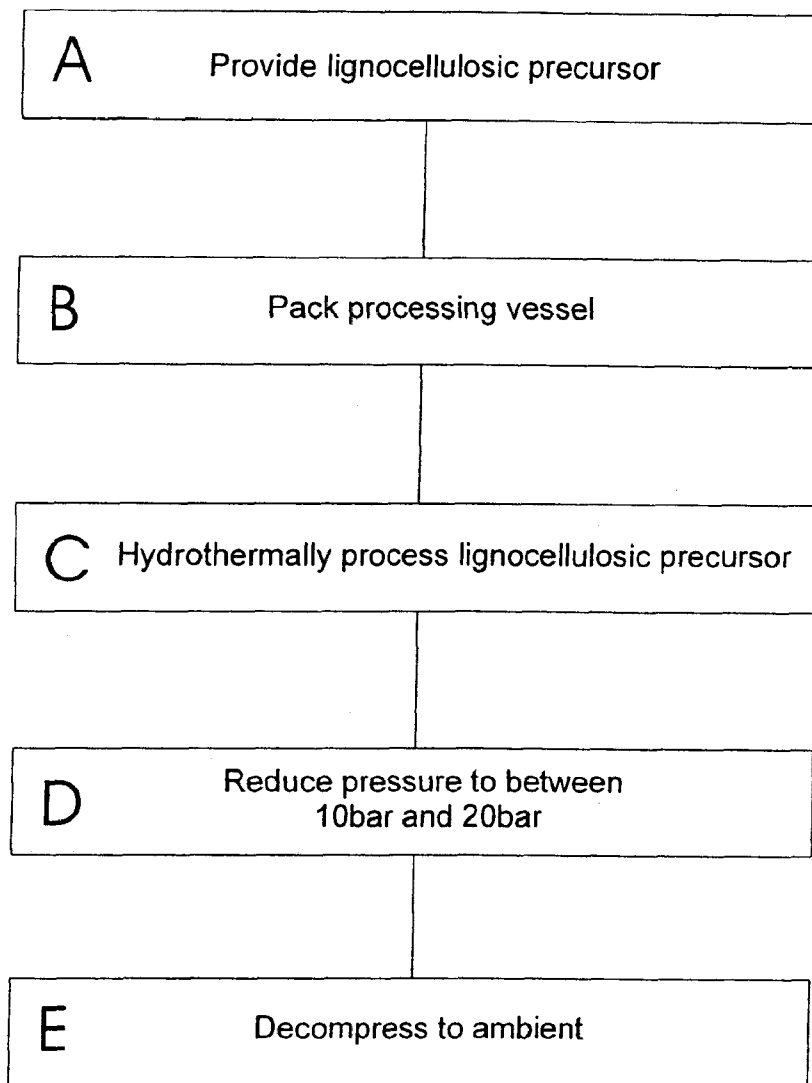 A Provide lignocellulosic precursor
B Pack processing vessel
C Hydrothermally process lignocellulosic precursor
D Reduce pressure to between
10bar and 20bar
E Decompress to ambient